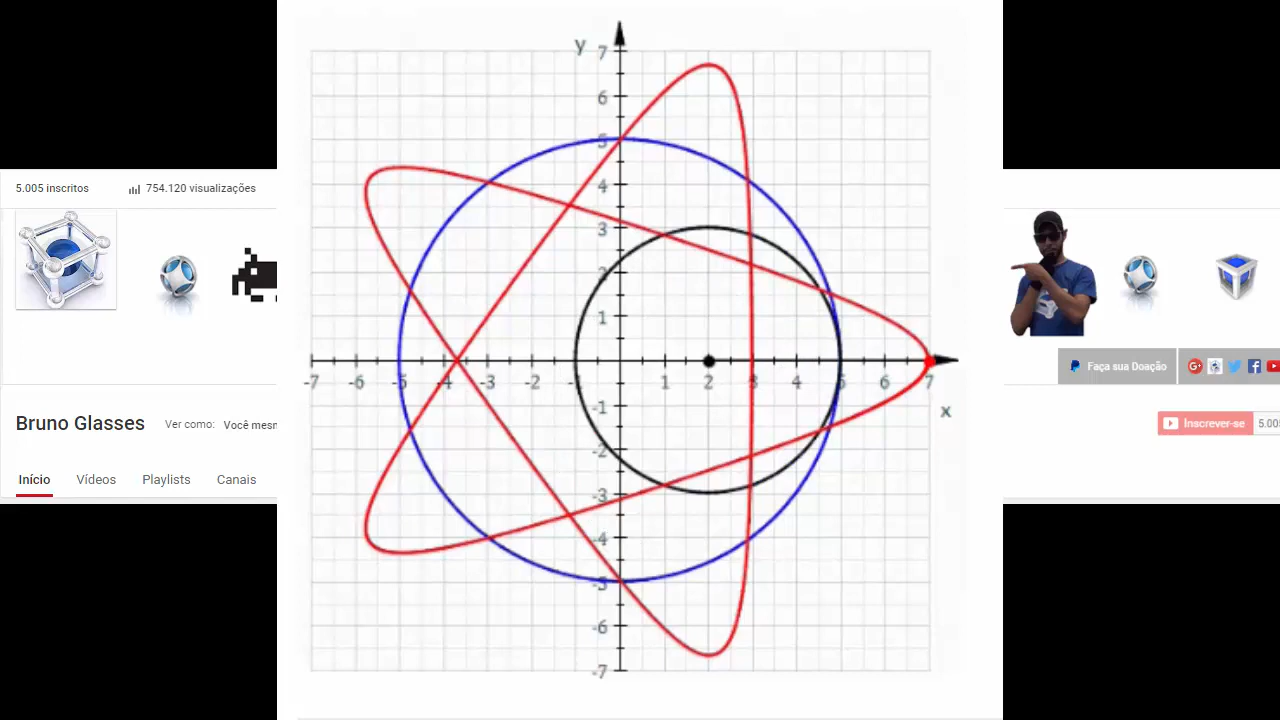 y
7
6
5
4
3
2
1
-7 -6 -5 -4 -3 -2 -1 2 3 4 5 6 7
x
-1
-2
-3
-4
-5
-6
-7
5.005 inscritos 754.120 visualizações
Bruno Glasses Ver como:
Início Vídeos Playlists Canais
Faça sua Doação
Inscrever-se